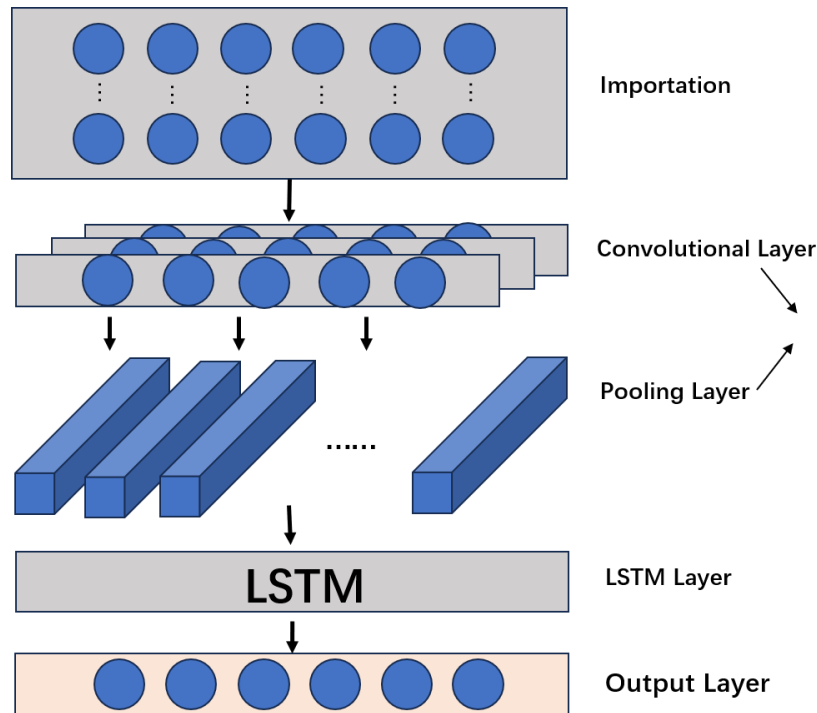 Importation
Convolutional Layer
Pooling Layer
……
LSTM
LSTM Layer
Output Layer